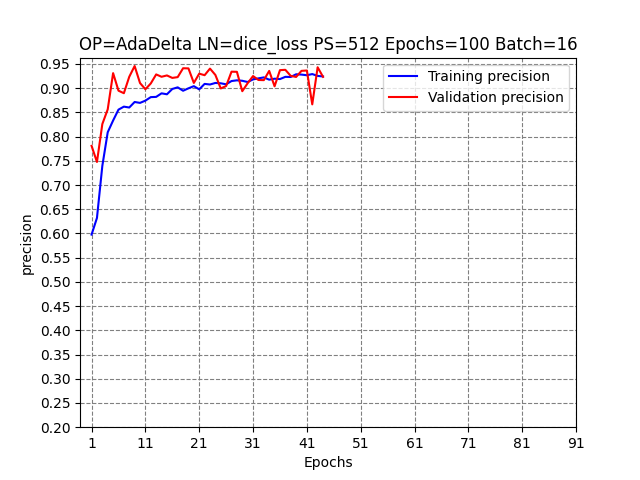 OP=AdaDelta LN=dice_loss PS=512 Epochs=100 Batch=16
0.95
0.90
0.85
0.80
0.75
0.70
0.65
0.60
0.55
0.50
0.45
0.40
0.35
0.30
0.25
0.20
precision
Training precision
Validation precision
1 11 21 31 41 51 61 71 81 91
Epochs